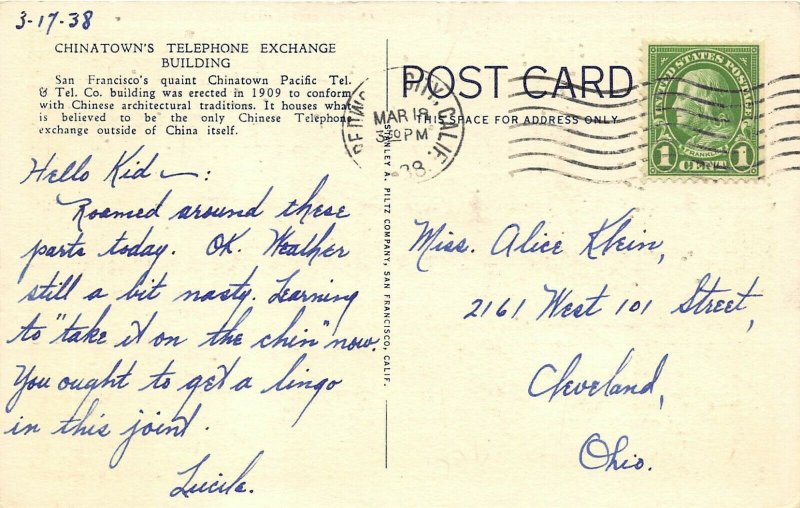 3-17-38
CHINATOWN'S TELEPHONE EXCHANGE
BUILDING
San Francisco's quaint Chinatown Pacific Tel.
& Tel. Co. building was erected in 1909 to conform
with Chinese architectural traditions. It houses what
is believed to be the only Chinese Telephone
exchange outside of China itself.
Hello Kid —:
Roamed around these
parts today. OK. Weather
still a bit nasty. Learning
to "take it on the chin" now.
You ought to get a lingo
in this joint.
Lucile.
STANLEY A. PILTZ COMPANY, SAN FRANCISCO, CALIF.
POST CARD
THIS SPACE FOR ADDRESS ONLY
CITY, CALIF.
MAR 18
3 30 PM
38
UNITED STATES POSTAGE
FRANKLIN
1 CENT 1
Miss. Alice Klein,
2161 West 101 Street,
Cleveland,
Ohio.